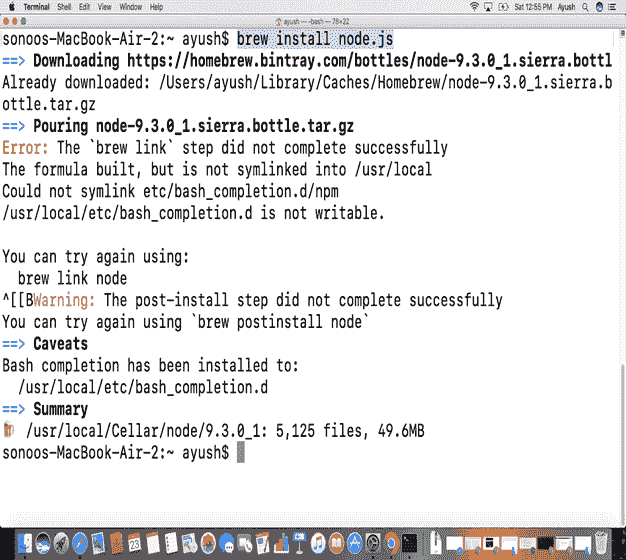 Terminal Shell Edit View Window Help Sat 12:55 PM Ayush
ayush — -bash — 78×22
sonoos-MacBook-Air-2:~ ayush$ brew install node.js
==> Downloading https://homebrew.bintray.com/bottles/node-9.3.0_1.sierra.bottl
Already downloaded: /Users/ayush/Library/Caches/Homebrew/node-9.3.0_1.sierra.b
ottle.tar.gz
==> Pouring node-9.3.0_1.sierra.bottle.tar.gz
Error: The `brew link` step did not complete successfully
The formula built, but is not symlinked into /usr/local
Could not symlink etc/bash_completion.d/npm
/usr/local/etc/bash_completion.d is not writable.
You can try again using:
brew link node
^[[BWarning: The post-install step did not complete successfully
You can try again using `brew postinstall node`
==> Caveats
Bash completion has been installed to:
/usr/local/etc/bash_completion.d
==> Summary
/usr/local/Cellar/node/9.3.0_1: 5,125 files, 49.6MB
sonoos-MacBook-Air-2:~ ayush$
23